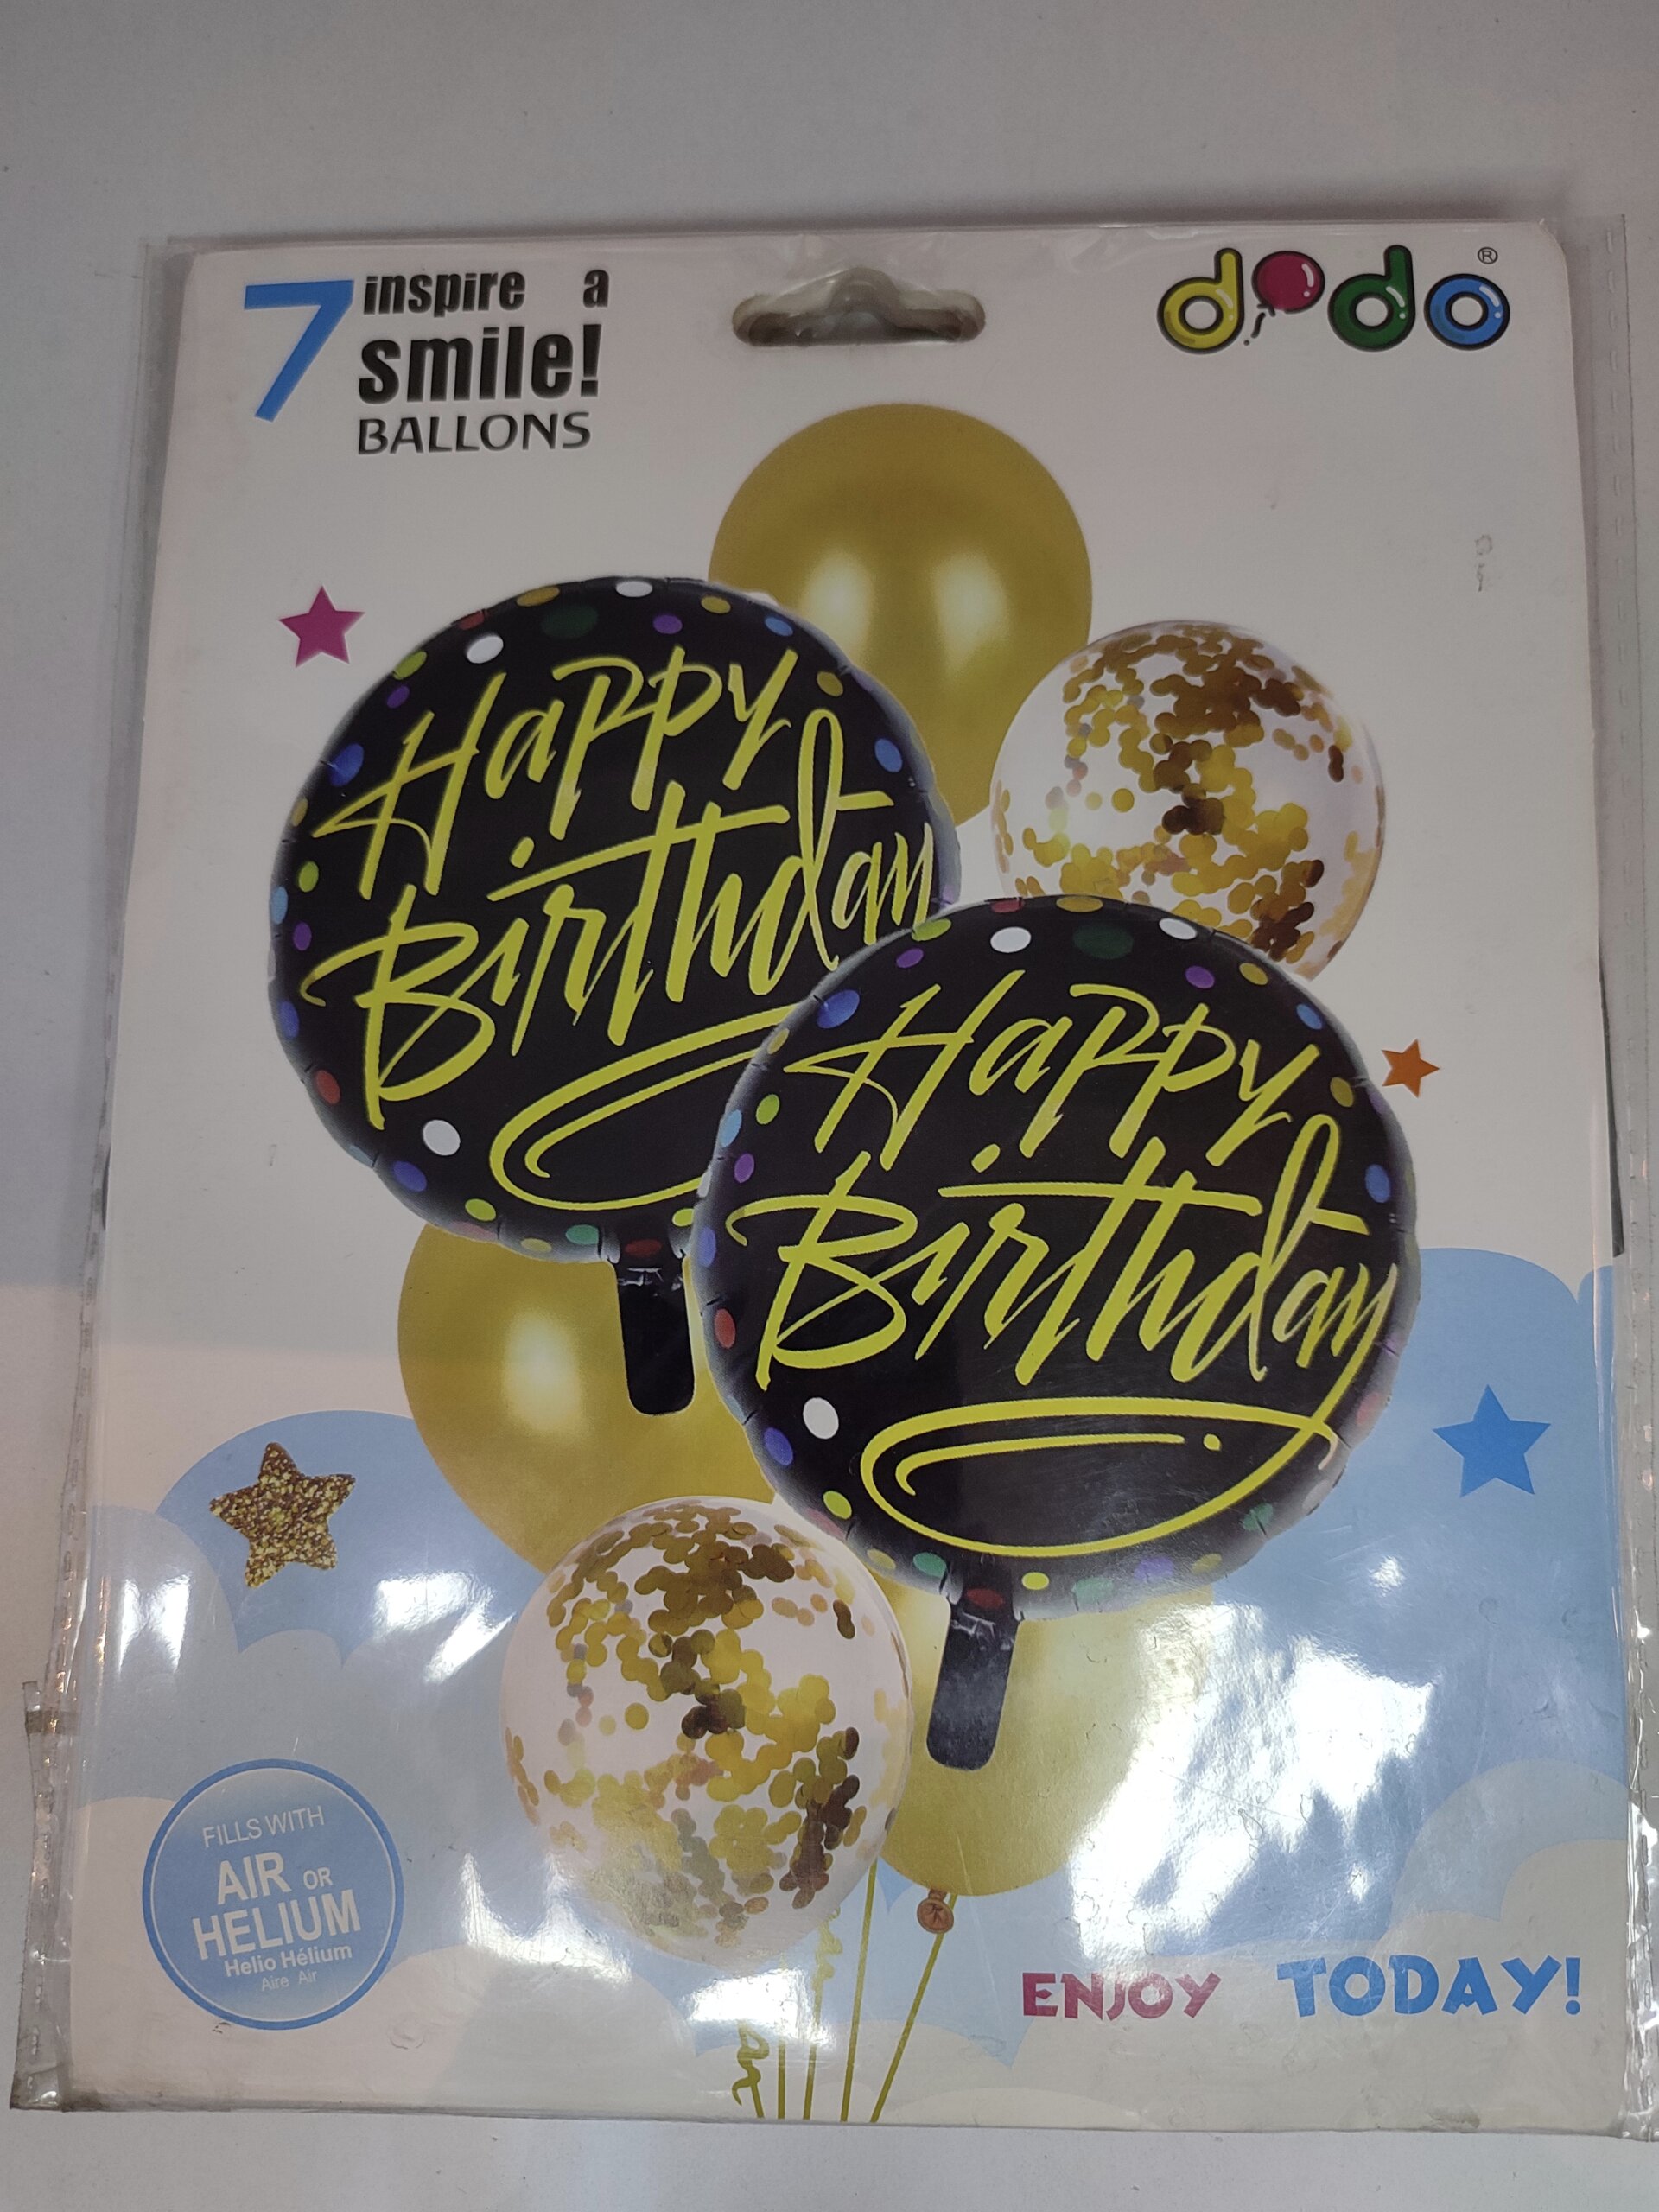 7
inspire a
smile!
BALLONS
dodo®
Happy
Birthday
Happy
Birthday
FILLS WITH
AIR OR
HELIUM
Helio Hélium
Aire Air
ENJOY TODAY!